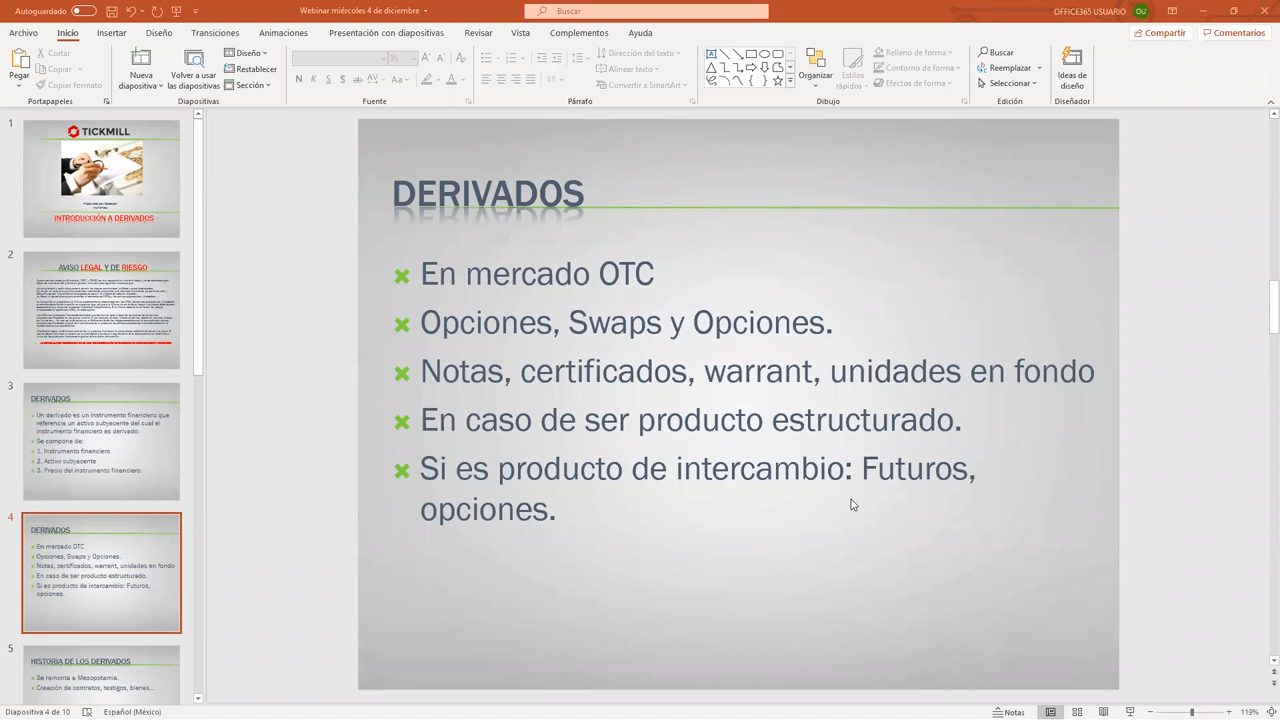 Autoguardado
Webinar miércoles 4 de diciembre
Buscar
OFFICE365 USUARIO
OU
Archivo
Inicio
Insertar
Diseño
Transiciones
Animaciones
Presentación con diapositivas
Revisar
Vista
Complementos
Ayuda
Compartir
Comentarios
Pegar
Cortar
Copiar
Copiar formato
Portapapeles
Nueva diapositiva
Volver a usar las diapositivas
Diseño
Restablecer
Sección
Diapositivas
Fuente
Dirección del texto
Alinear texto
Convertir a SmartArt
Párrafo
Organizar
Estilos rápidos
Relleno de forma
Contorno de forma
Efectos de forma
Dibujo
Buscar
Reemplazar
Seleccionar
Edición
Ideas de diseño
Diseñador
1
TICKMILL
INTRODUCCIÓN A DERIVADOS
2
AVISO LEGAL Y DE RIESGO
3
DERIVADOS
Un derivado es un instrumento financiero que
referencia un activo subyacente del cual el
instrumento financiero es derivado.
Se compone de:
1. Instrumento financiero
2. Activo subyacente
3. Precio del instrumento financiero.
4
DERIVADOS
En mercado OTC
Opciones, Swaps y Opciones.
Notas, certificados, warrant, unidades en fondo
En caso de ser producto estructurado.
Si es producto de intercambio: Futuros,
opciones.
5
HISTORIA DE LOS DERIVADOS
Se remonta a Mesopotamia.
Creación de contratos, testigos, bienes...
DERIVADOS
En mercado OTC
Opciones, Swaps y Opciones.
Notas, certificados, warrant, unidades en fondo
En caso de ser producto estructurado.
Si es producto de intercambio: Futuros,
opciones.
Diapositiva 4 de 10
Español (México)
Notas
119%